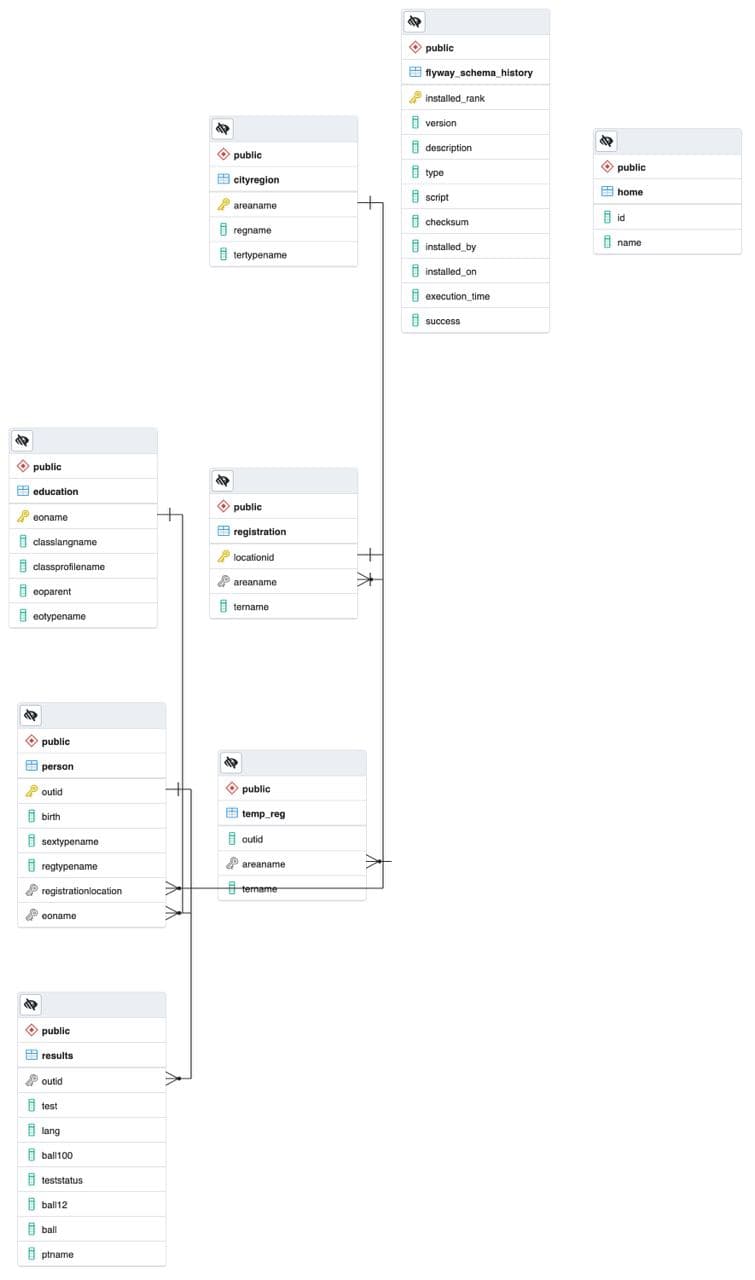 public
flyway_schema_history
installed_rank
version
description
type
script
checksum
installed_by
installed_on
execution_time
success
public
cityregion
areaname
regname
tertypename
public
home
id
name
public
education
eoname
classlangname
classprofilename
eoparent
eotypename
public
registration
locationid
areaname
tername
public
person
outid
birth
sextypename
regtypename
registrationlocation
eoname
public
temp_reg
outid
areaname
tername
public
results
outid
test
lang
ball100
teststatus
ball12
ball
ptname